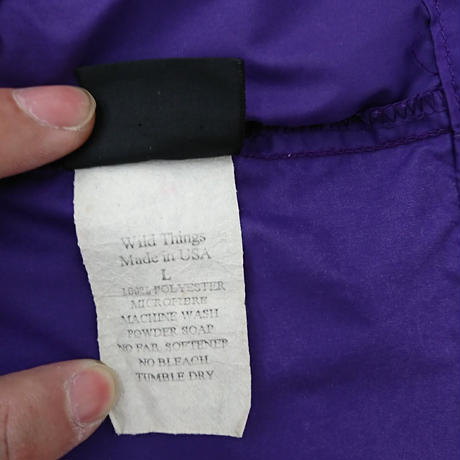 Wild Things
Made in USA
L
100% POLYESTER
MICROFIBRE
MACHINE WASH
POWDER SOAP
NO FAB. SOFTENER
NO BLEACH
TUMBLE DRY